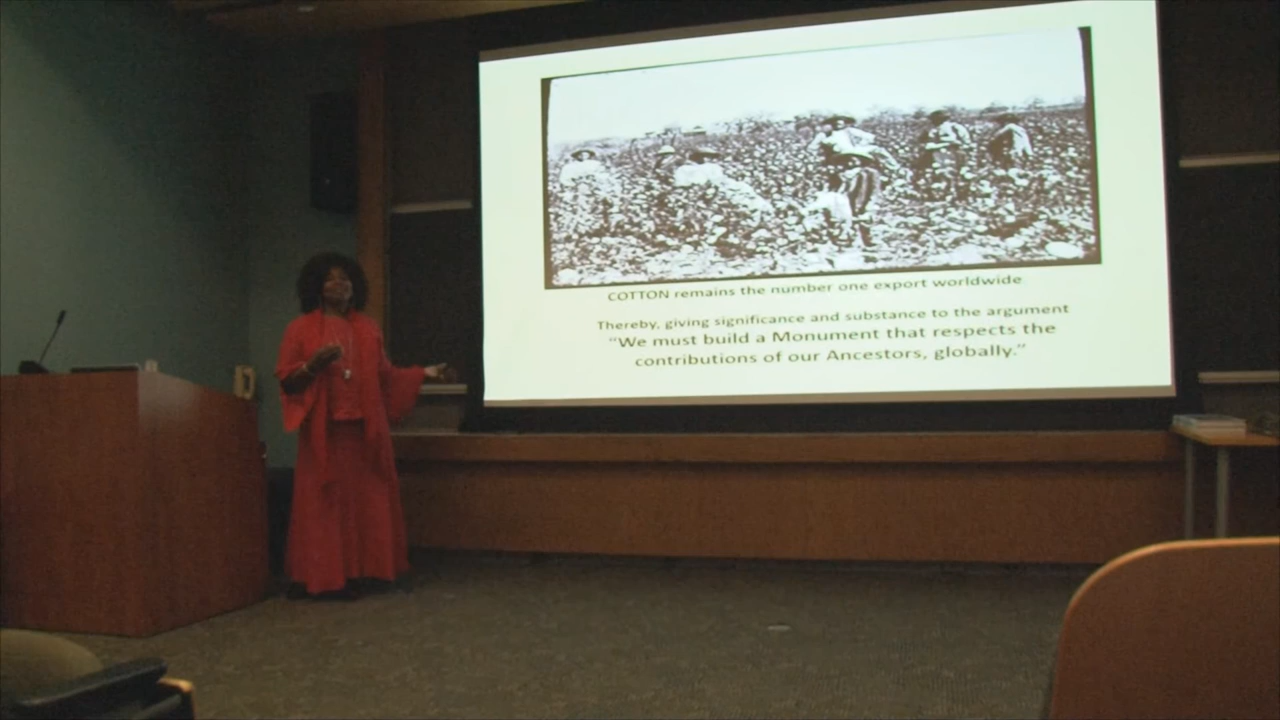 COTTON remains the number one export worldwide
Thereby, giving significance and substance to the argument
“We must build a Monument that respects the
contributions of our Ancestors, globally.”